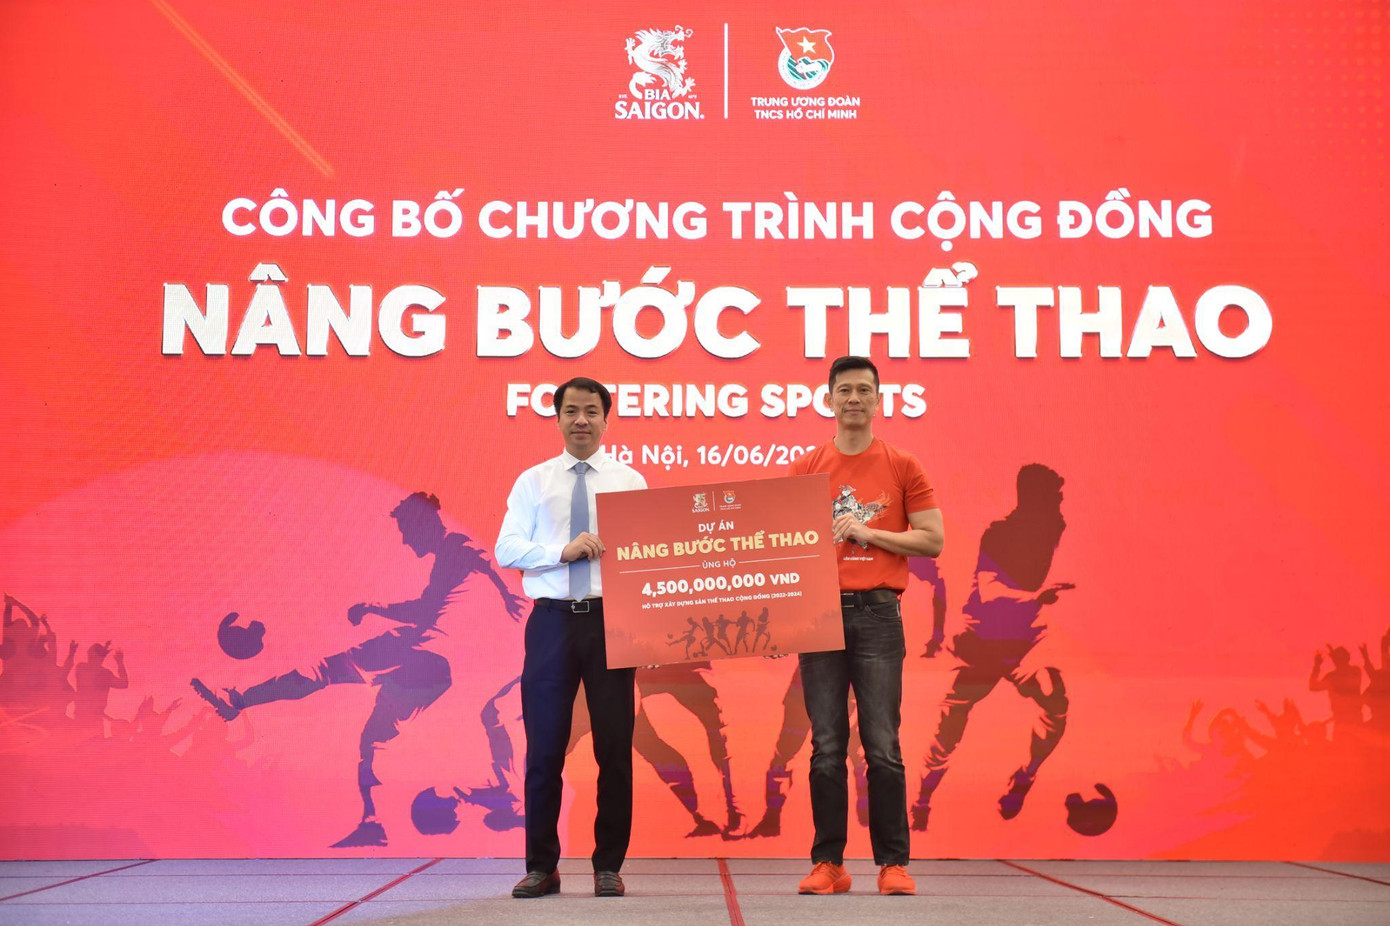 BIA
SAIGON.
TRUNG ƯƠNG ĐOÀN
TNCS HỒ CHÍ MINH
CÔNG BỐ CHƯƠNG TRÌNH CỘNG ĐỒNG
NÂNG BƯỚC THỂ THAO
Hà Nội, 16/06/
SAIGON
DỰ ÁN
NÂNG BƯỚC THỂ THAO
ỦNG HỘ
4,500,000,000 VND
HỖ TRỢ XÂY DỰNG SÂN THỂ THAO CỘNG ĐỒNG (2022-2024)